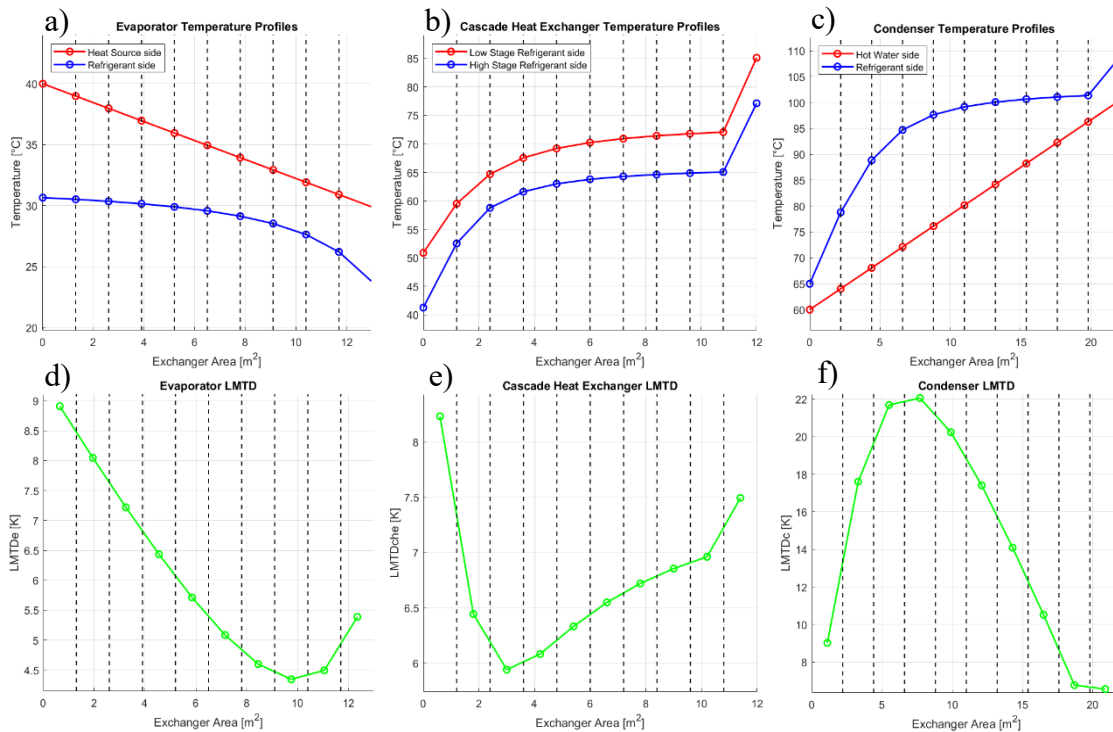 a)
Evaporator Temperature Profiles
Heat Source side
Refrigerant side
Temperature [°C]
40
35
30
25
20
0 2 4 6 8 10 12
Exchanger Area [m²]
b)
Cascade Heat Exchanger Temperature Profiles
Low Stage Refrigerant side
High Stage Refrigerant side
Temperature [°C]
85
80
75
70
65
60
55
50
45
40
0 2 4 6 8 10 12
Exchanger Area [m²]
c)
Condenser Temperature Profiles
Hot Water side
Refrigerant side
Temperature [°C]
110
105
100
95
90
85
80
75
70
65
60
0 5 10 15 20
Exchanger Area [m²]
d)
Evaporator LMTD
LMTDe [K]
9
8.5
8
7.5
7
6.5
6
5.5
5
4.5
0 2 4 6 8 10 12
Exchanger Area [m²]
e)
Cascade Heat Exchanger LMTD
LMTDche [K]
8
7.5
7
6.5
6
0 2 4 6 8 10 12
Exchanger Area [m²]
f)
Condenser LMTD
LMTDc [K]
22
20
18
16
14
12
10
8
0 5 10 15 20
Exchanger Area [m²]